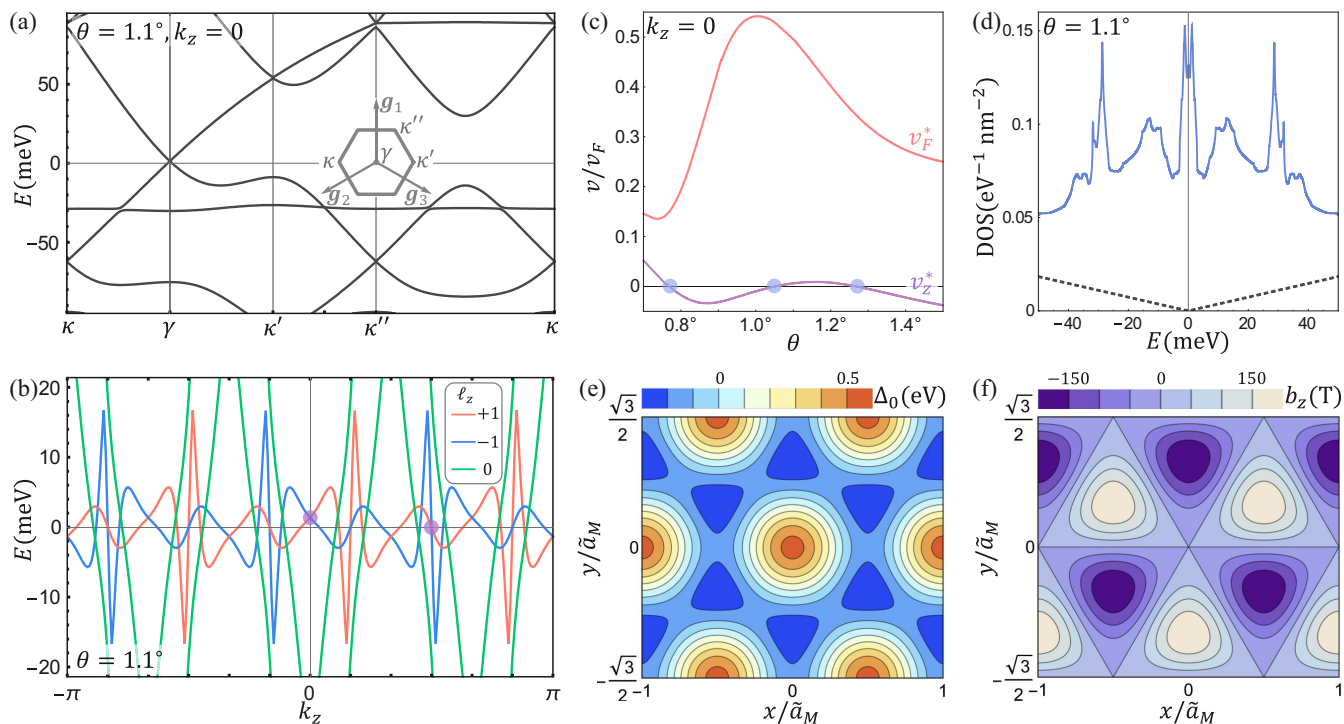 (a)
θ = 1.1°, k_z = 0
E(meV)
50
0
−50
g_1
κ''
κ
γ
κ'
g_2
g_3
κ
γ
κ'
κ''
κ
(b)
E(meV)
20
10
0
−10
−20
ℓ_z
+1
−1
0
θ = 1.1°
−π
0
π
k_z
(c)
k_z = 0
v/v_F
0.5
0.4
0.3
0.2
0.1
0
v_F^*
v_z^*
0.8°
1.0°
1.2°
1.4°
θ
(d)
θ = 1.1°
DOS(eV⁻¹ nm⁻²)
0.15
0.1
0.05
0
−40
−20
0
20
40
E(meV)
(e)
0
0.5
Δ_0(eV)
√3
2
y/ã_M
0
−√3
2
−1
0
1
x/ã_M
(f)
−150
0
150
b_z(T)
√3
2
y/ã_M
0
−√3
2
−1
0
1
x/ã_M